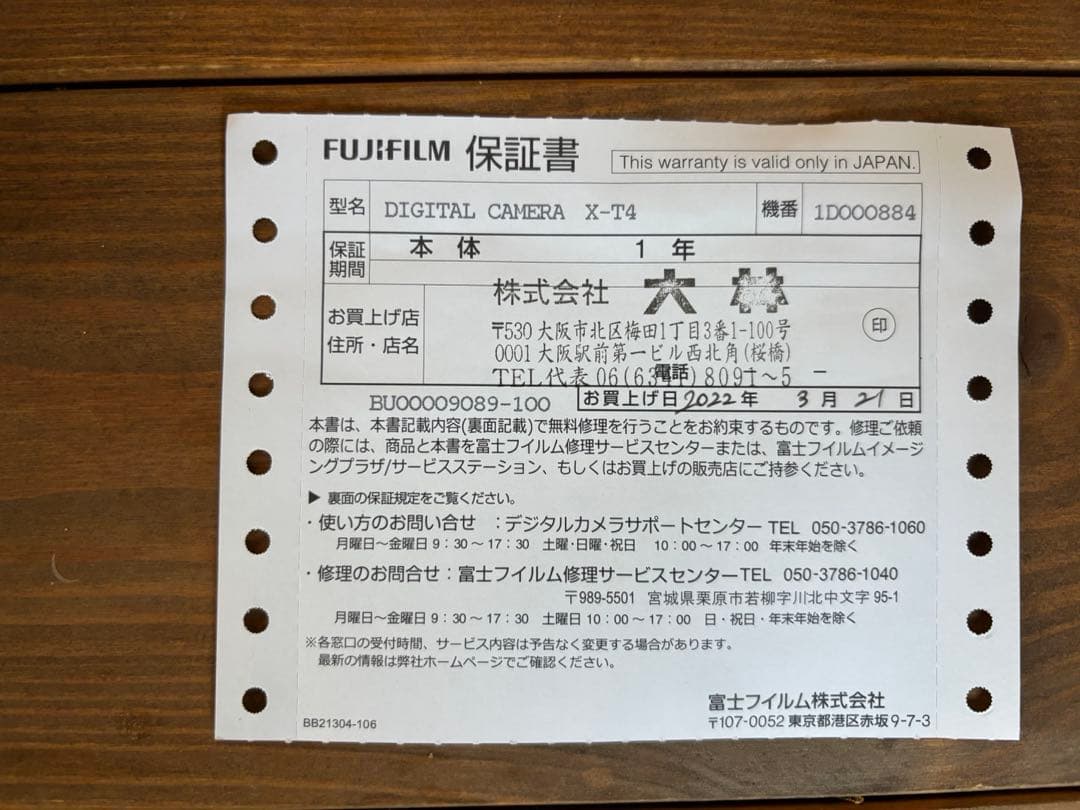 FUJIFILM 保証書 This warranty is valid only in JAPAN.
型名 DIGITAL CAMERA X-T4 機番 1D000884
保証期間 本体 1年
株式会社 大林
お買上げ店
住所・店名
〒530 大阪市北区梅田1丁目3番1-100号
0001 大阪駅前第一ビル西北角(桜橋)
印
電話 ー
TEL代表 06(634 )8091～5
BU00009089-100 お買上げ日 2022年 3月 21日
本書は、本書記載内容(裏面記載)で無料修理を行うことをお約束するものです。修理ご依頼
の際には、商品と本書を富士フイルム修理サービスセンターまたは、富士フイルムイメージ
ングプラザ/サービスステーション、もしくはお買上げの販売店にご持参ください。
▶ 裏面の保証規定をご覧ください。
・使い方のお問い合せ ：デジタルカメラサポートセンター TEL 050-3786-1060
月曜日～金曜日 9：30～17：30 土曜・日曜・祝日 10：00～17：00 年末年始を除く
・修理のお問合せ：富士フイルム修理サービスセンターTEL 050-3786-1040
〒989-5501 宮城県栗原市若柳字川北中文字 95-1
月曜日～金曜日 9：30～17：30 土曜日 10：00～17：00 日・祝日・年末年始を除く
※各窓口の受付時間、サービス内容は予告なく変更する場合があります。
最新の情報は弊社ホームページでご確認ください。
富士フイルム株式会社
BB21304-106 〒107-0052 東京都港区赤坂 9-7-3